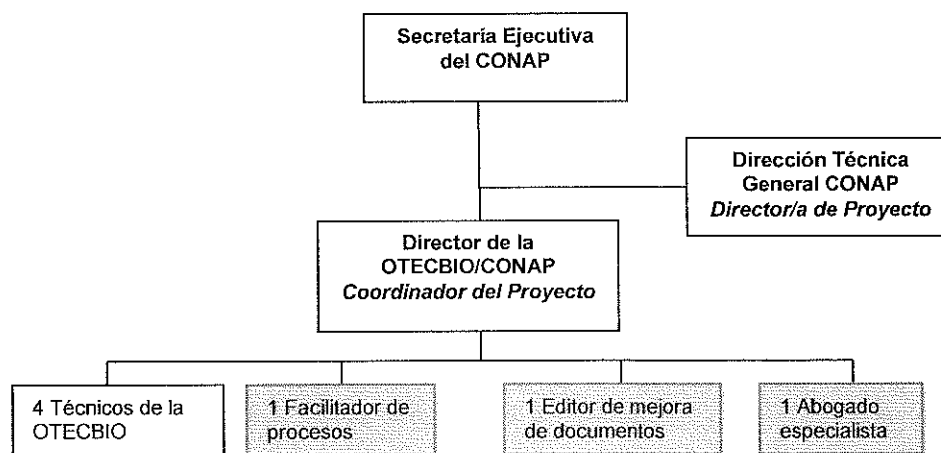 Secretaría Ejecutiva
del CONAP
Dirección Técnica
General CONAP
Director/a de Proyecto
Director de la
OTECBIO/CONAP
Coordinador del Proyecto
4 Técnicos de la
OTECBIO
1 Facilitador de
procesos
1 Editor de mejora
de documentos
1 Abogado
especialista